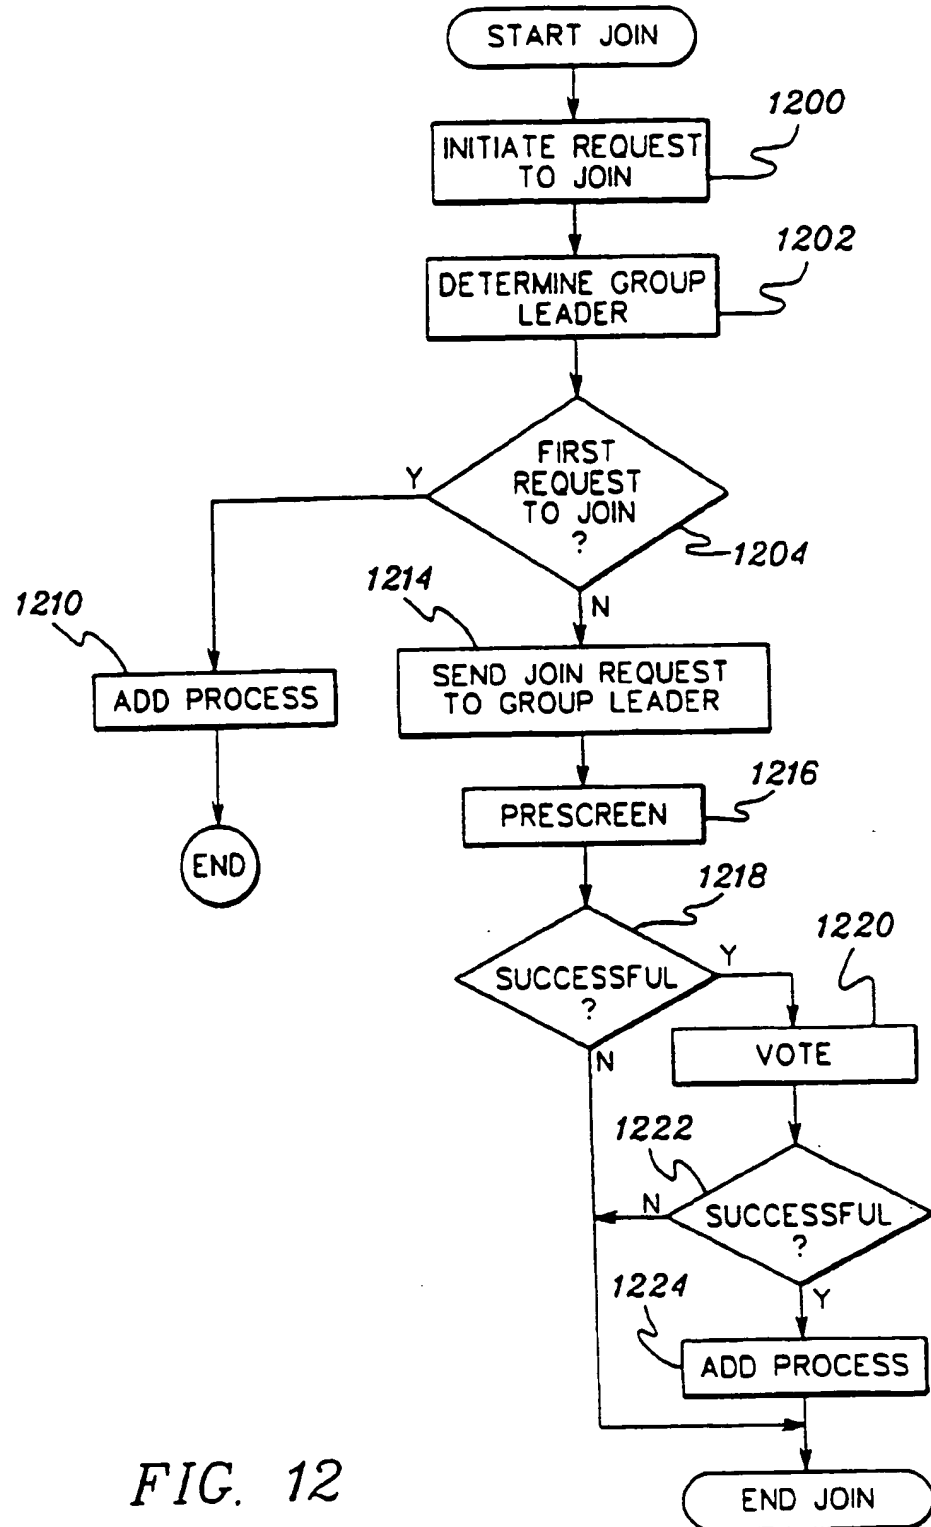 START JOIN
1200
INITIATE REQUEST
TO JOIN
1202
DETERMINE GROUP
LEADER
FIRST
REQUEST
TO JOIN
?
Y
1204
N
1214
1210
SEND JOIN REQUEST
TO GROUP LEADER
ADD PROCESS
1216
PRESCREEN
END
1218
SUCCESSFUL
?
Y
1220
N
VOTE
1222
N
SUCCESSFUL
?
Y
1224
ADD PROCESS
END JOIN
FIG. 12